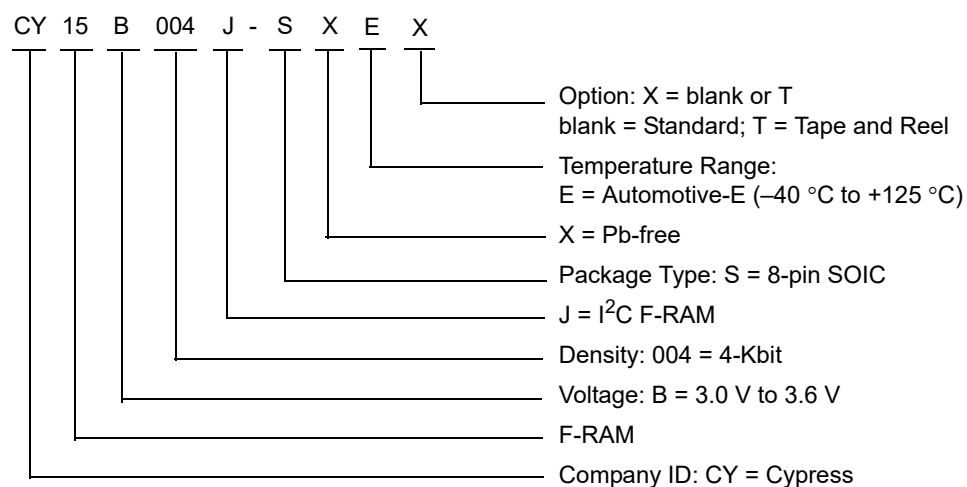 CY 15 B 004 J - S X E X
Option: X = blank or T
blank = Standard; T = Tape and Reel
Temperature Range:
E = Automotive-E (–40 °C to +125 °C)
X = Pb-free
Package Type: S = 8-pin SOIC
J = I²C F-RAM
Density: 004 = 4-Kbit
Voltage: B = 3.0 V to 3.6 V
F-RAM
Company ID: CY = Cypress